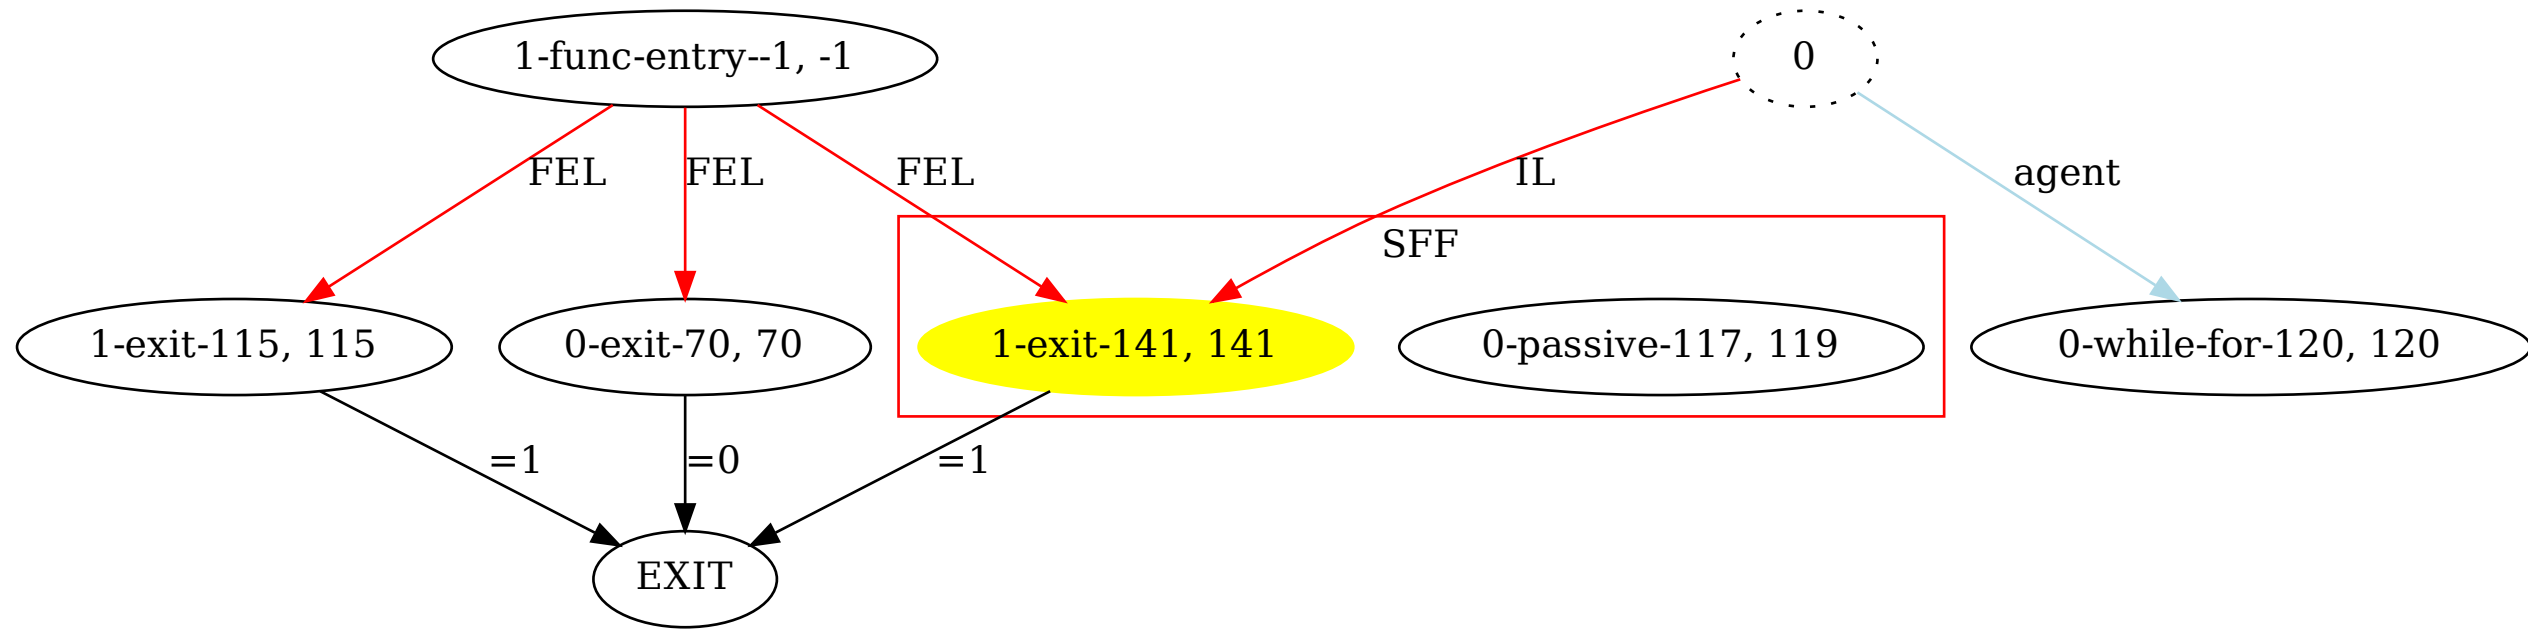 1-func-entry--1, -1
0
FEL
FEL
FEL
IL
agent
SFF
1-exit-115, 115
0-exit-70, 70
1-exit-141, 141
0-passive-117, 119
0-while-for-120, 120
=1
=0
=1
EXIT